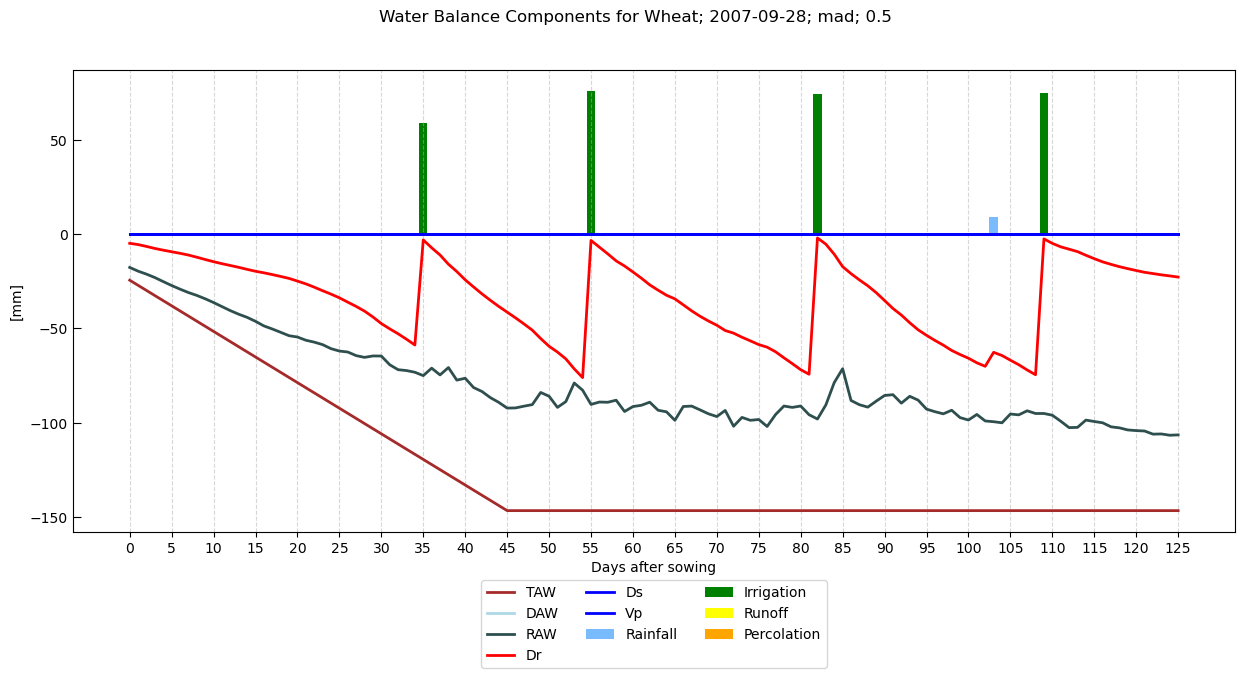 Water Balance Components for Wheat; 2007-09-28; mad; 0.5
[mm]
50
0
−50
−100
−150
0 5 10 15 20 25 30 35 40 45 50 55 60 65 70 75 80 85 90 95 100 105 110 115 120 125
Days after sowing
TAW Ds Irrigation
DAW Vp Runoff
RAW Rainfall Percolation
Dr